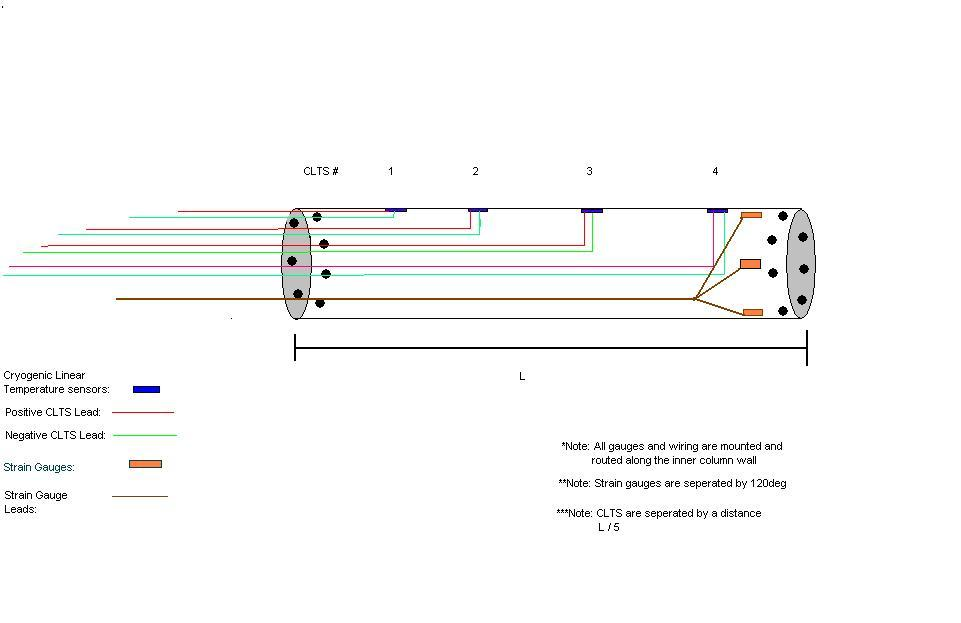 CLTS # 1 2 3 4
L
Cryogenic Linear
Temperature sensors:
Positive CLTS Lead:
Negative CLTS Lead:
Strain Gauges:
Strain Gauge
Leads:
*Note: All gauges and wiring are mounted and
routed along the inner column wall
**Note: Strain gauges are seperated by 120deg
***Note: CLTS are seperated by a distance
L / 5